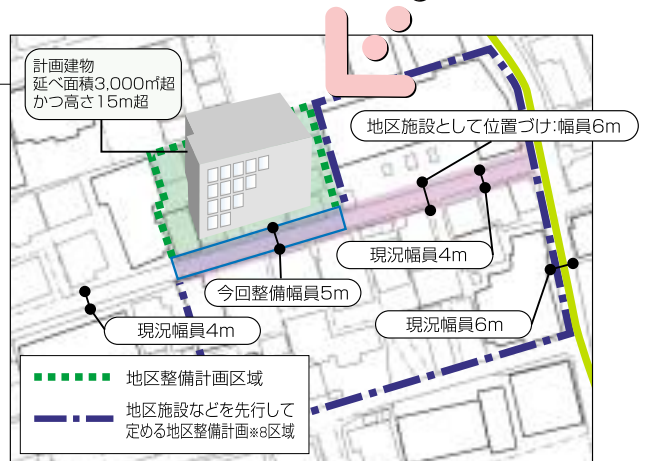 計画建物
延べ面積3,000㎡超
かつ高さ15m超
地区施設として位置づけ:幅員6m
現況幅員4m
今回整備幅員5m
現況幅員4m
現況幅員6m
地区整備計画区域
地区施設などを先行して
定める地区整備計画※8区域